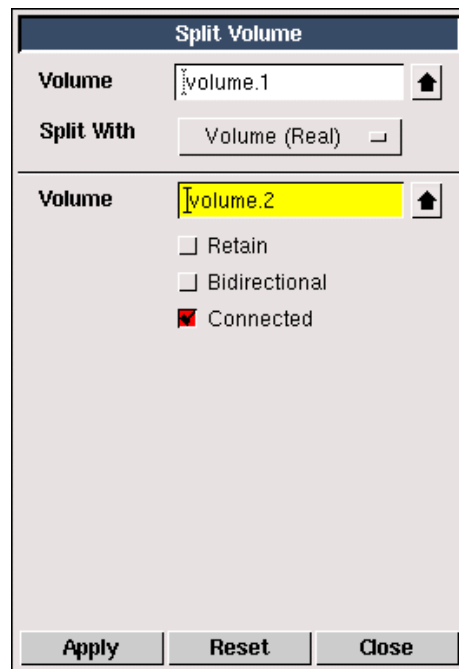 Split Volume
Volume volume.1
Split With Volume (Real)
Volume volume.2
Retain
Bidirectional
Connected
Apply Reset Close